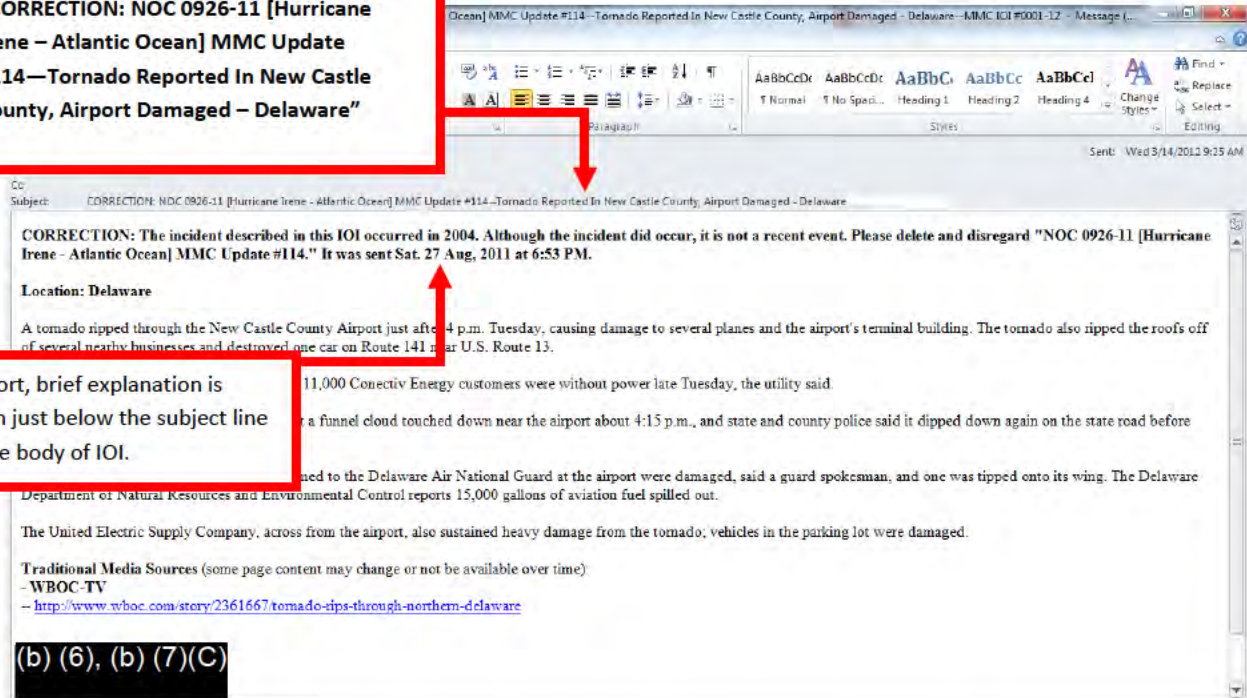 CORRECTION: NOC 0926-11 [Hurricane
ene – Atlantic Ocean] MMC Update
14—Tornado Reported In New Castle
ounty, Airport Damaged – Delaware”
Ocean] MMC Update #114--Tornado Reported In New Castle County, Airport Damaged - Delaware--MMC IOI #0001-12 - Message (...
AaBbCcDc AaBbCcDc AaBbC AaBbCc AaBbCcl
¶ Normal ¶ No Spaci... Heading 1 Heading 2 Heading 4
Change
Styles
Find
Replace
Select
Paragraph Styles Editing
Sent: Wed 3/14/2012 9:25 AM
Cc
Subject: CORRECTION: NOC 0926-11 [Hurricane Irene - Atlantic Ocean] MMC Update #114--Tornado Reported In New Castle County, Airport Damaged - Delaware
CORRECTION: The incident described in this IOI occurred in 2004. Although the incident did occur, it is not a recent event. Please delete and disregard "NOC 0926-11 [Hurricane
Irene - Atlantic Ocean] MMC Update #114." It was sent Sat. 27 Aug, 2011 at 6:53 PM.
Location: Delaware
A tornado ripped through the New Castle County Airport just after 4 p.m. Tuesday, causing damage to several planes and the airport's terminal building. The tornado also ripped the roofs off
of several nearby businesses and destroyed one car on Route 141 near U.S. Route 13.
ort, brief explanation is
n just below the subject line
e body of IOI.
11,000 Conectiv Energy customers were without power late Tuesday, the utility said.
t a funnel cloud touched down near the airport about 4:15 p.m., and state and county police said it dipped down again on the state road before
ned to the Delaware Air National Guard at the airport were damaged, said a guard spokesman, and one was tipped onto its wing. The Delaware
Department of Natural Resources and Environmental Control reports 15,000 gallons of aviation fuel spilled out.
The United Electric Supply Company, across from the airport, also sustained heavy damage from the tornado; vehicles in the parking lot were damaged.
Traditional Media Sources (some page content may change or not be available over time)
- WBOC-TV
-- http://www.wboc.com/story/2361667/tornado-rips-through-northern-delaware
(b) (6), (b) (7)(C)